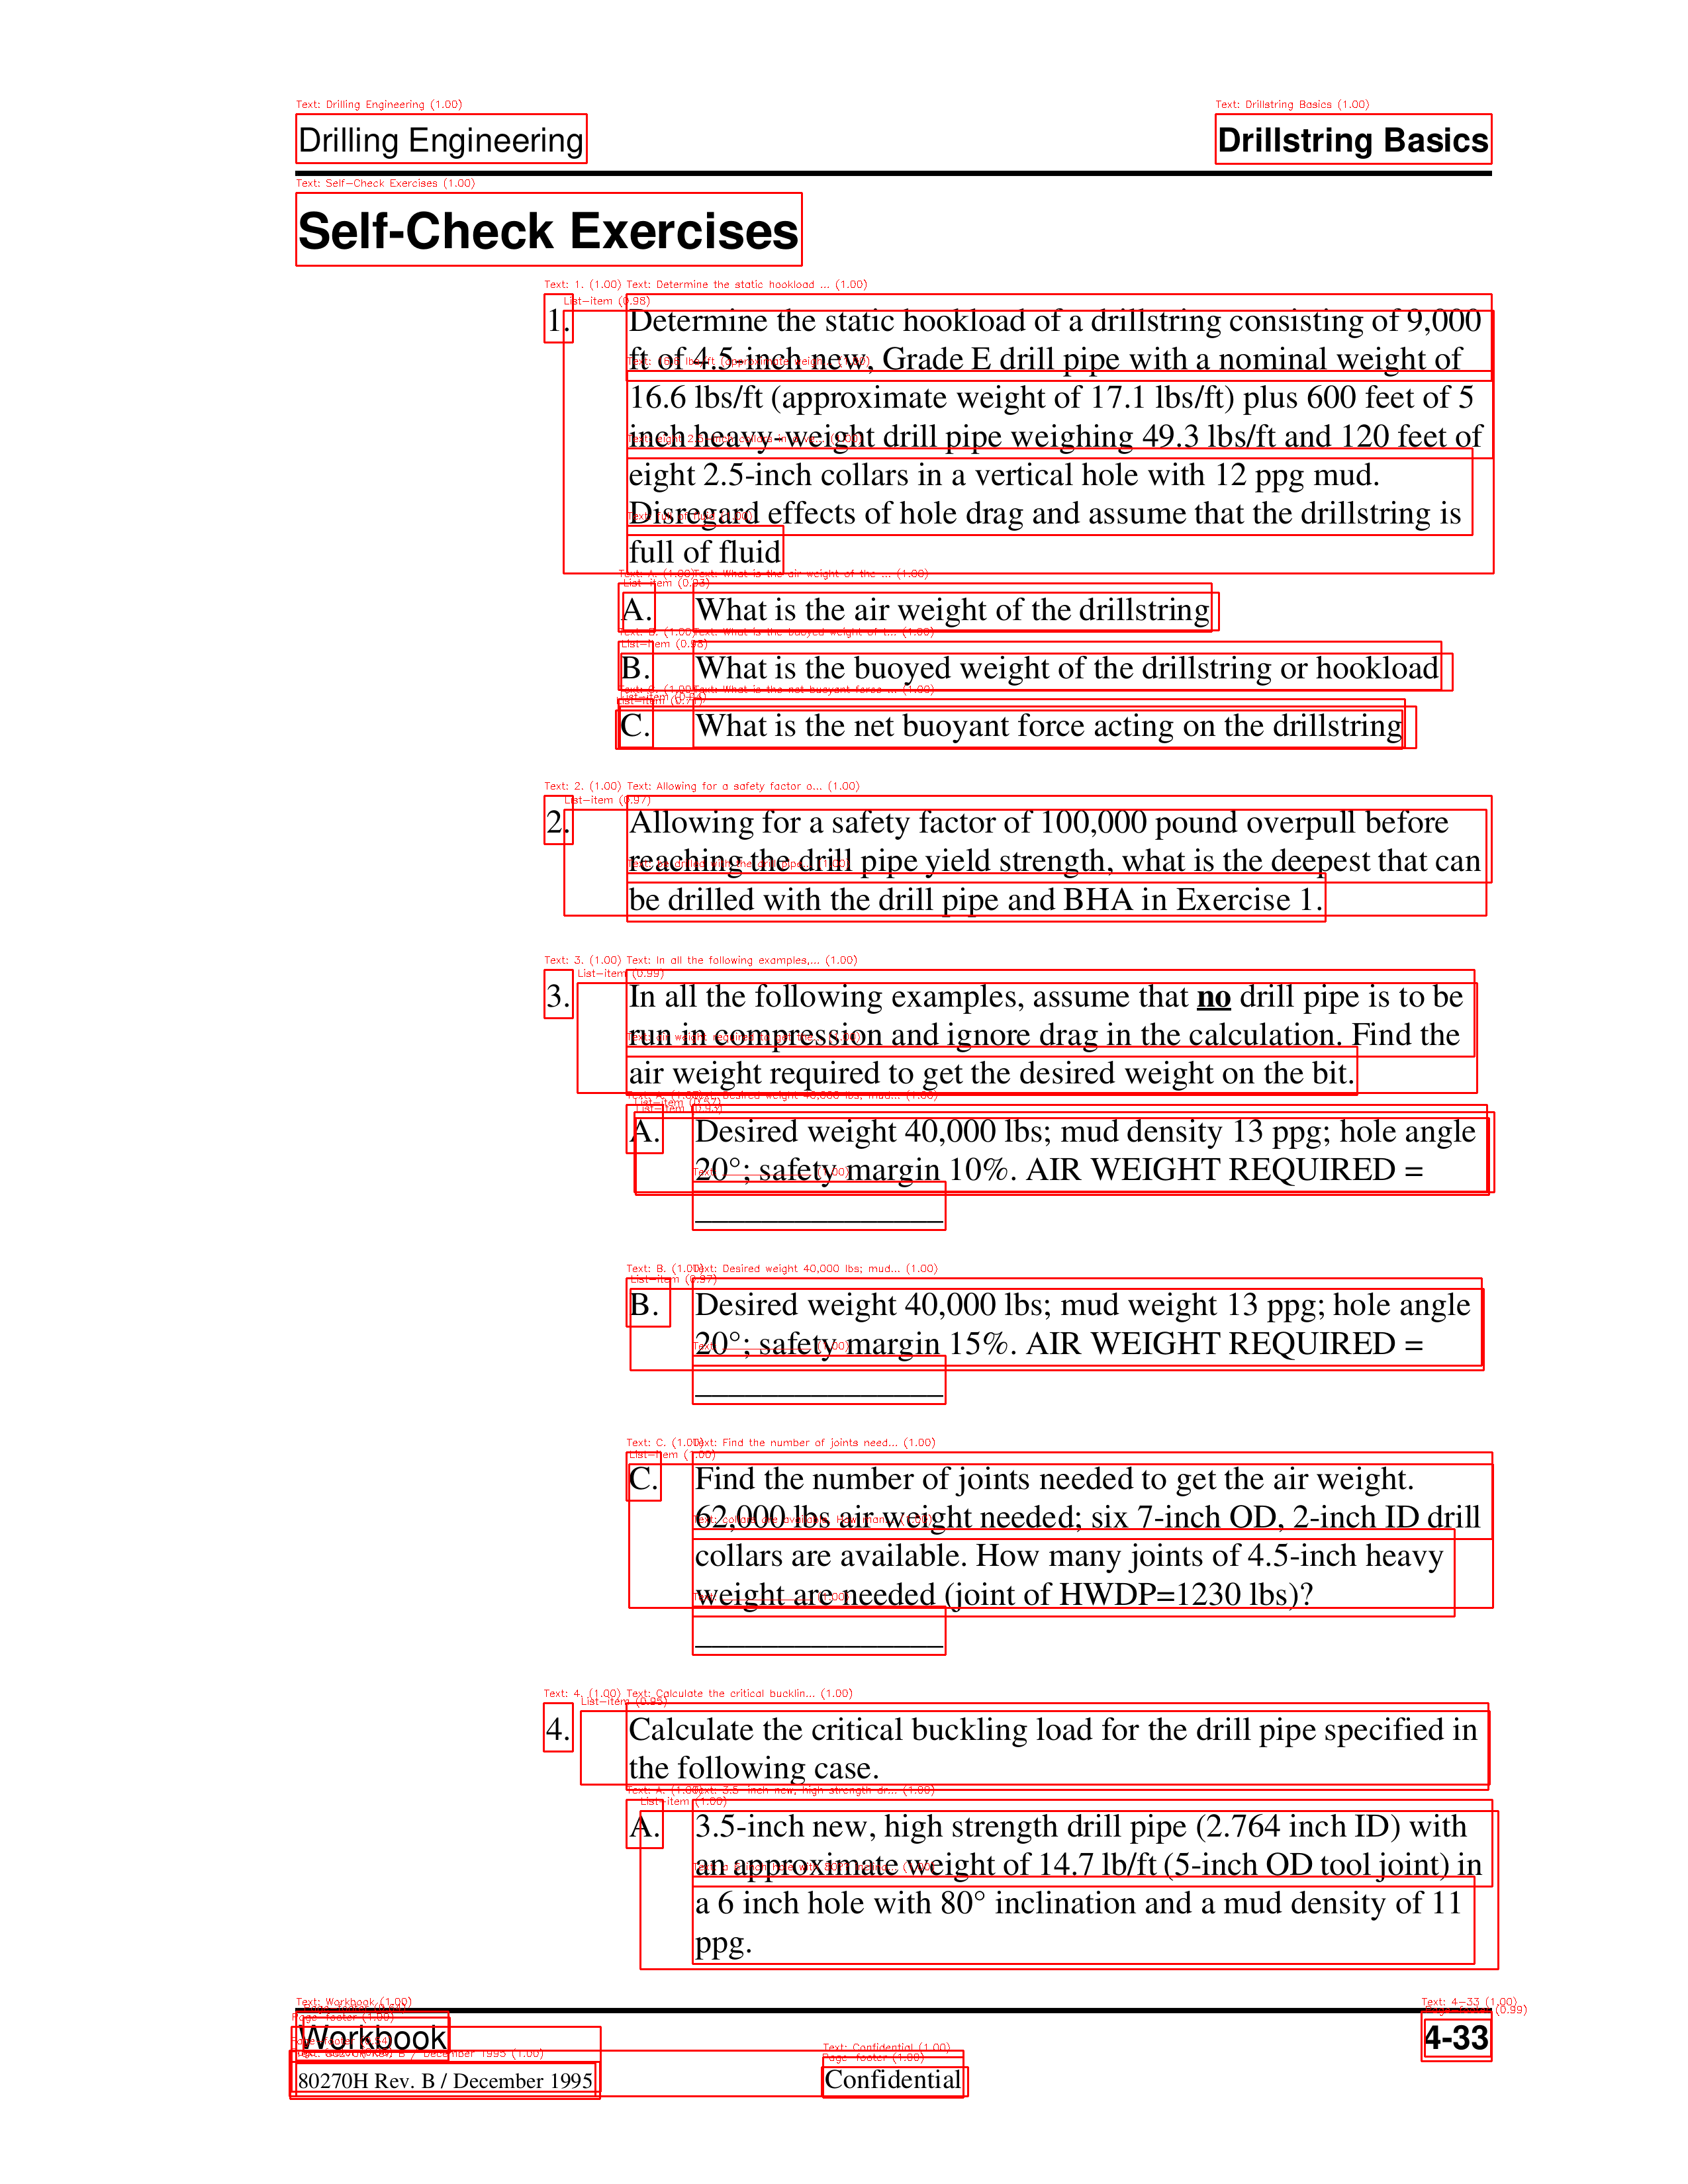 Drilling Engineering Drillstring Basics
Self-Check Exercises
1. Determine the static hookload of a drillstring consisting of 9,000
ft of 4.5-inch new, Grade E drill pipe with a nominal weight of
16.6 lbs/ft (approximate weight of 17.1 lbs/ft) plus 600 feet of 5
inch heavy-weight drill pipe weighing 49.3 lbs/ft and 120 feet of
eight 2.5-inch collars in a vertical hole with 12 ppg mud.
Disregard effects of hole drag and assume that the drillstring is
full of fluid
A. What is the air weight of the drillstring
B. What is the buoyed weight of the drillstring or hookload
C. What is the net buoyant force acting on the drillstring
2. Allowing for a safety factor of 100,000 pound overpull before
reaching the drill pipe yield strength, what is the deepest that can
be drilled with the drill pipe and BHA in Exercise 1.
3. In all the following examples, assume that no drill pipe is to be
run in compression and ignore drag in the calculation. Find the
air weight required to get the desired weight on the bit.
A. Desired weight 40,000 lbs; mud density 13 ppg; hole angle
20°; safety margin 10%. AIR WEIGHT REQUIRED =
_______________
B. Desired weight 40,000 lbs; mud weight 13 ppg; hole angle
20°; safety margin 15%. AIR WEIGHT REQUIRED =
_______________
C. Find the number of joints needed to get the air weight.
62,000 lbs air weight needed; six 7-inch OD, 2-inch ID drill
collars are available. How many joints of 4.5-inch heavy
weight are needed (joint of HWDP=1230 lbs)?
_______________
4. Calculate the critical buckling load for the drill pipe specified in
the following case.
A. 3.5-inch new, high strength drill pipe (2.764 inch ID) with
an approximate weight of 14.7 lb/ft (5-inch OD tool joint) in
a 6 inch hole with 80° inclination and a mud density of 11
ppg.
Workbook 4-33
80270H Rev. B / December 1995 Confidential